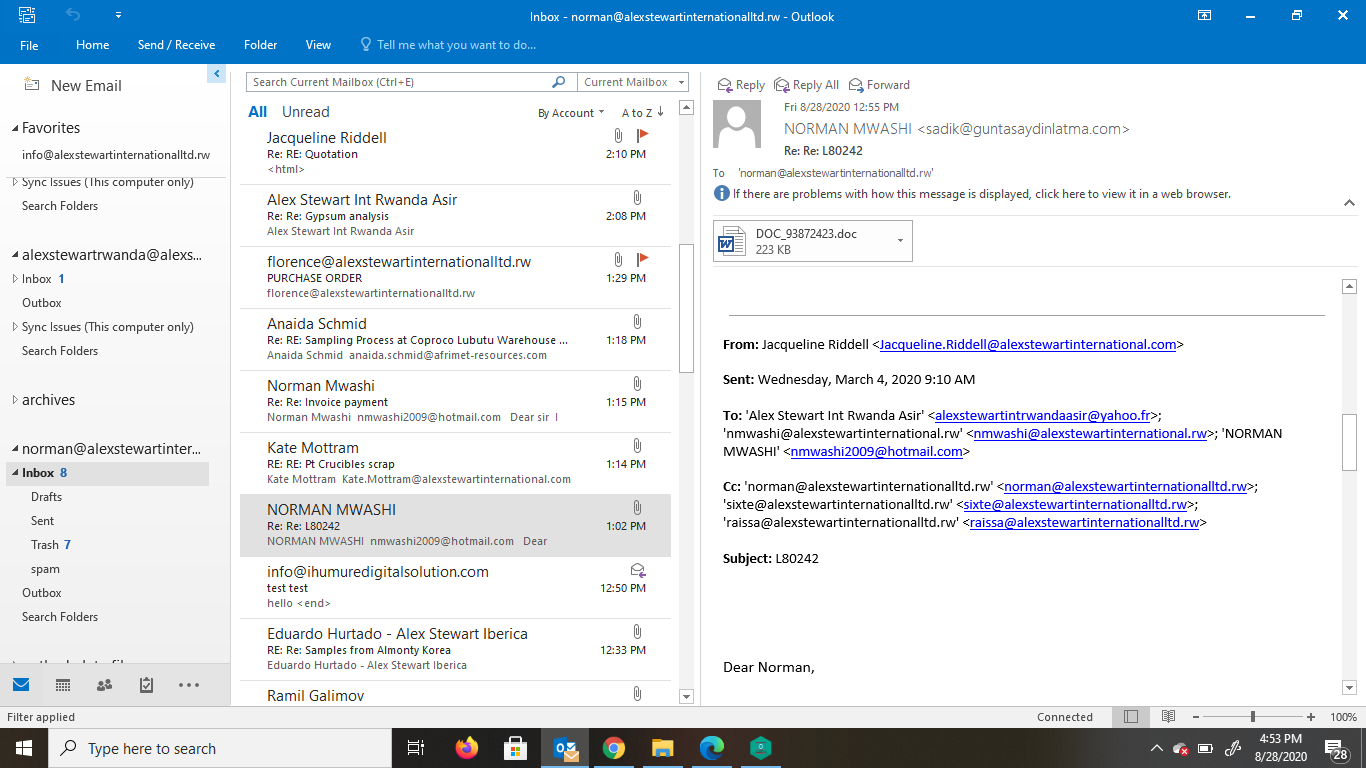 Inbox - norman@alexstewartinternationalltd.rw - Outlook
File Home Send / Receive Folder View Tell me what you want to do...
New Email
Favorites
info@alexstewartinternationalltd.rw
Sync Issues (This computer only)
Search Folders
alexstewartrwanda@alexs...
Inbox 1
Outbox
Sync Issues (This computer only)
Search Folders
archives
norman@alexstewartinter...
Inbox 8
Drafts
Sent
Trash 7
spam
Outbox
Search Folders
Search Current Mailbox (Ctrl+E) Current Mailbox
All Unread By Account A to Z
Jacqueline Riddell
Re: RE: Quotation 2:10 PM
<html>
Alex Stewart Int Rwanda Asir
Re: Re: Gypsum analysis 2:08 PM
Alex Stewart Int Rwanda Asir
florence@alexstewartinternationalltd.rw
PURCHASE ORDER 1:29 PM
florence@alexstewartinternationalltd.rw
Anaida Schmid
Re: RE: Sampling Process at Coproco Lubutu Warehouse ... 1:18 PM
Anaida Schmid anaida.schmid@afrimet-resources.com
Norman Mwashi
Re: Re: Invoice payment 1:15 PM
Norman Mwashi nmwashi2009@hotmail.com Dear sir I
Kate Mottram
RE: RE: Pt Crucibles scrap 1:14 PM
Kate Mottram Kate.Mottram@alexstewartinternational.com
NORMAN MWASHI
Re: Re: L80242 1:02 PM
NORMAN MWASHI nmwashi2009@hotmail.com Dear
info@ihumuredigitalsolution.com
test test 12:50 PM
hello <end>
Eduardo Hurtado - Alex Stewart Iberica
RE: Re: Samples from Almonty Korea 12:33 PM
Eduardo Hurtado - Alex Stewart Iberica
Ramil Galimov
Reply Reply All Forward
Fri 8/28/2020 12:55 PM
NORMAN MWASHI <sadik@guntasaydinlatma.com>
Re: Re: L80242
To 'norman@alexstewartinternationalltd.rw'
If there are problems with how this message is displayed, click here to view it in a web browser.
DOC_93872423.doc
223 KB
From: Jacqueline Riddell <Jacqueline.Riddell@alexstewartinternational.com>
Sent: Wednesday, March 4, 2020 9:10 AM
To: 'Alex Stewart Int Rwanda Asir' <alexstewartintrwandaasir@yahoo.fr>;
'nmwashi@alexstewartinternational.rw' <nmwashi@alexstewartinternational.rw>; 'NORMAN
MWASHI' <nmwashi2009@hotmail.com>
Cc: 'norman@alexstewartinternationalltd.rw' <norman@alexstewartinternationalltd.rw>;
'sixte@alexstewartinternationalltd.rw' <sixte@alexstewartinternationalltd.rw>;
'raissa@alexstewartinternationalltd.rw' <raissa@alexstewartinternationalltd.rw>
Subject: L80242
Dear Norman,
Filter applied Connected 100%
Type here to search
4:53 PM
8/28/2020
28